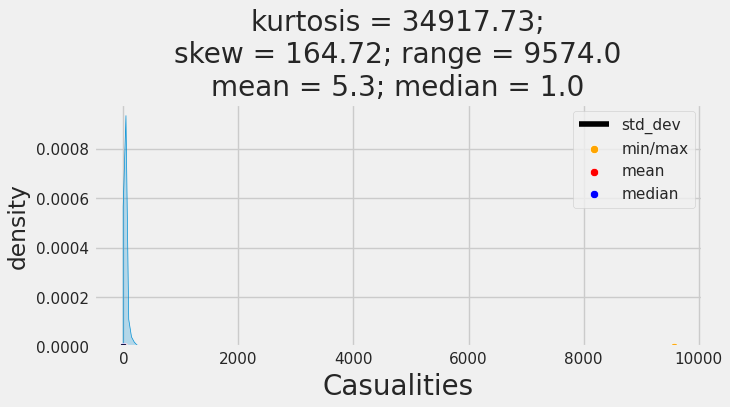 kurtosis = 34917.73;
skew = 164.72; range = 9574.0
mean = 5.3; median = 1.0
std_dev
min/max
mean
median
density
0.0008
0.0006
0.0004
0.0002
0.0000
0 2000 4000 6000 8000 10000
Casualities